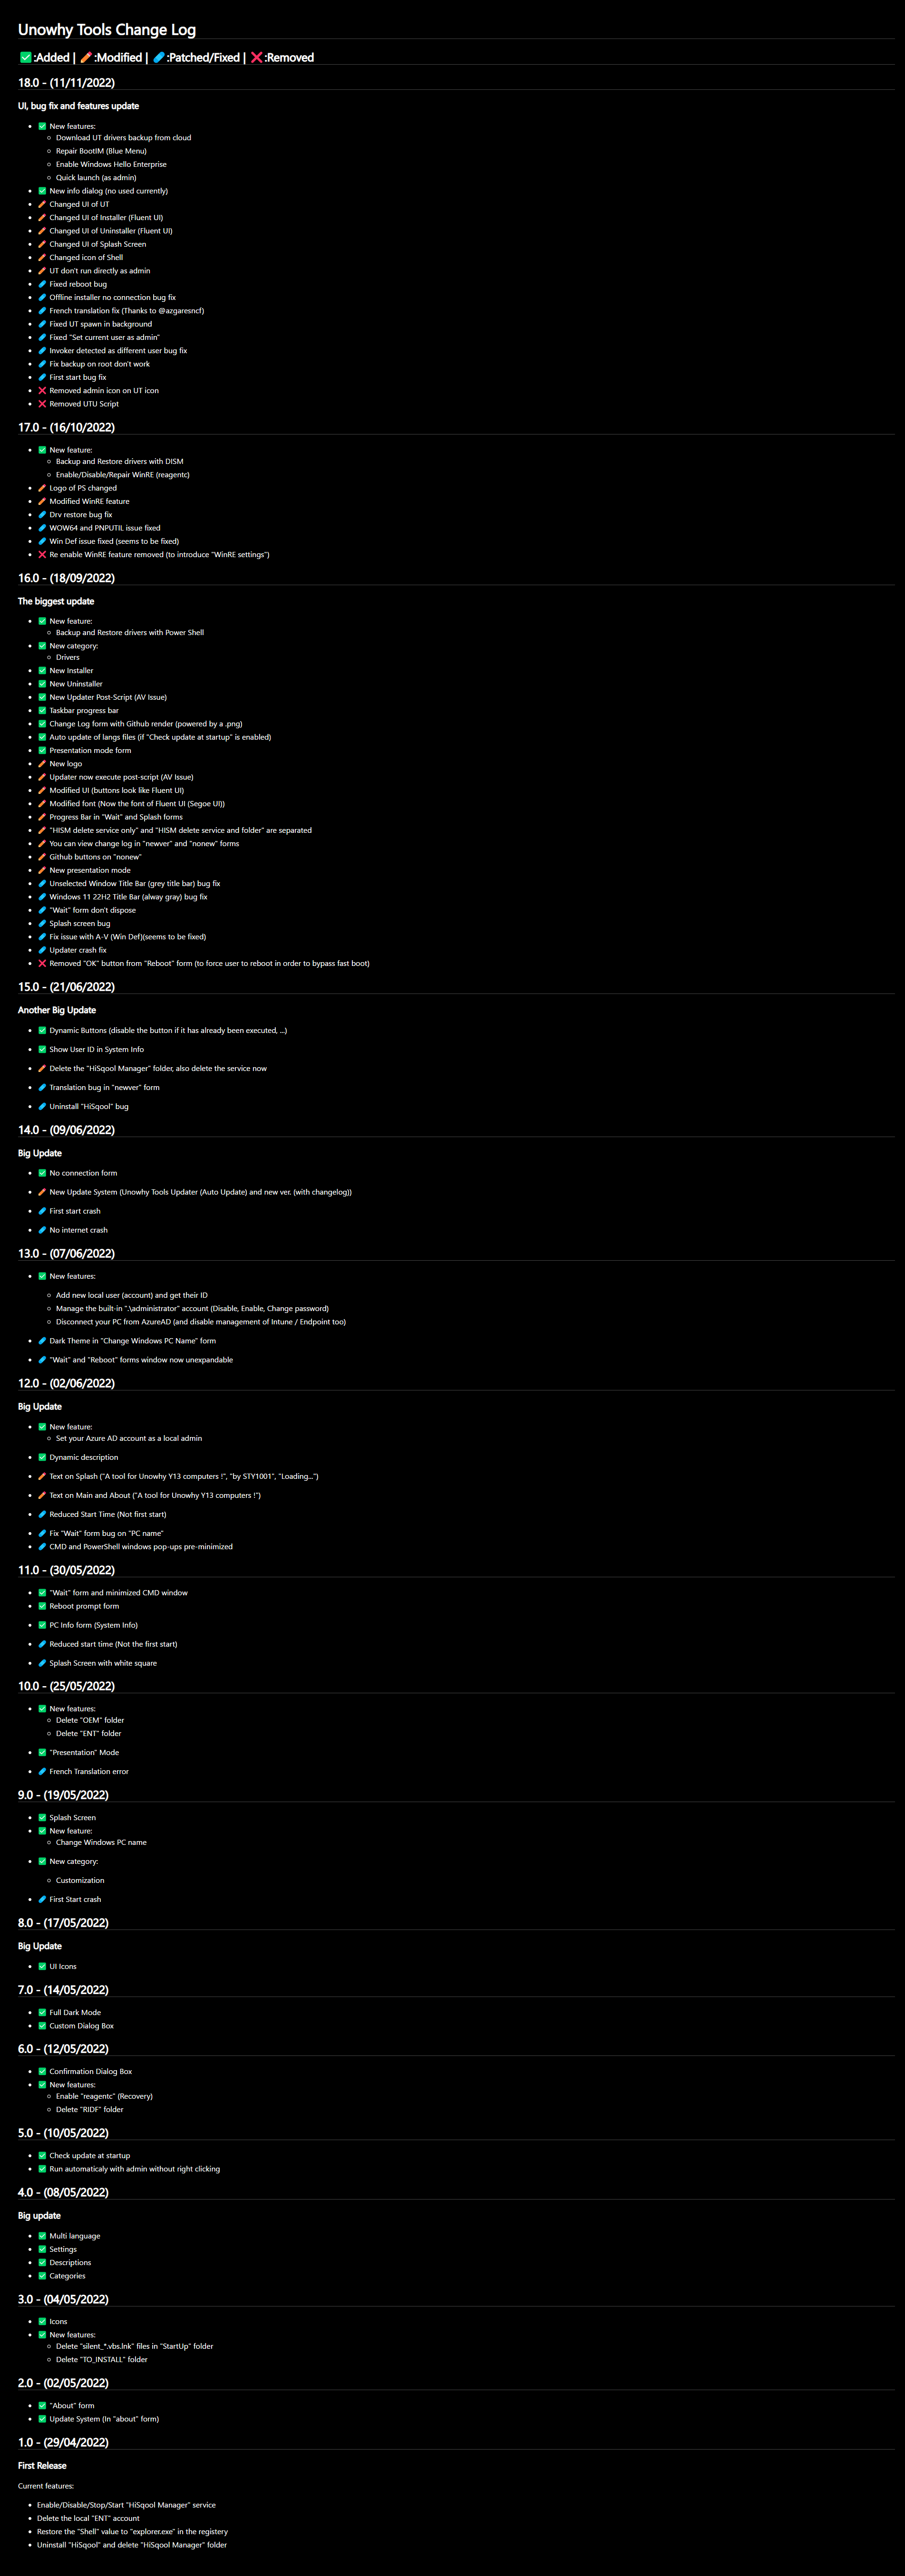 Unowhy Tools Change Log
✅:Added | 🖍:Modified | 🩹:Patched/Fixed | ❌:Removed
18.0 - (11/11/2022)
UI, bug fix and features update
New features:
Download UT drivers backup from cloud
Repair BootIM (Blue Menu)
Enable Windows Hello Enterprise
Quick launch (as admin)
New info dialog (no used currently)
Changed UI of UT
Changed UI of Installer (Fluent UI)
Changed UI of Uninstaller (Fluent UI)
Changed UI of Splash Screen
Changed icon of Shell
UT don't run directly as admin
Fixed reboot bug
Offline installer no connection bug fix
French translation fix (Thanks to @azgaresncf)
Fixed UT spawn in background
Fixed "Set current user as admin"
Invoker detected as different user bug fix
Fix backup on root don't work
First start bug fix
Removed admin icon on UT icon
Removed UTU Script
17.0 - (16/10/2022)
New feature:
Backup and Restore drivers with DISM
Enable/Disable/Repair WinRE (reagentc)
Logo of PS changed
Modified WinRE feature
Drv restore bug fix
WOW64 and PNPUTIL issue fixed
Win Def issue fixed (seems to be fixed)
Re enable WinRE feature removed (to introduce "WinRE settings")
16.0 - (18/09/2022)
The biggest update
New feature:
Backup and Restore drivers with Power Shell
New category:
Drivers
New Installer
New Uninstaller
New Updater Post-Script (AV Issue)
Taskbar progress bar
Change Log form with Github render (powered by a .png)
Auto update of langs files (if "Check update at startup" is enabled)
Presentation mode form
New logo
Updater now execute post-script (AV Issue)
Modified UI (buttons look like Fluent UI)
Modified font (Now the font of Fluent UI (Segoe UI))
Progress Bar in "Wait" and Splash forms
"HISM delete service only" and "HISM delete service and folder" are separated
You can view change log in "newver" and "nonew" forms
Github buttons on "nonew"
New presentation mode
Unselected Window Title Bar (grey title bar) bug fix
Windows 11 22H2 Title Bar (alway gray) bug fix
"Wait" form don't dispose
Splash screen bug
Fix issue with A-V (Win Def)(seems to be fixed)
Updater crash fix
Removed "OK" button from "Reboot" form (to force user to reboot in order to bypass fast boot)
15.0 - (21/06/2022)
Another Big Update
Dynamic Buttons (disable the button if it has already been executed, ...)
Show User ID in System Info
Delete the "HiSqool Manager" folder, also delete the service now
Translation bug in "newver" form
Uninstall "HiSqool" bug
14.0 - (09/06/2022)
Big Update
No connection form
New Update System (Unowhy Tools Updater (Auto Update) and new ver. (with changelog))
First start crash
No internet crash
13.0 - (07/06/2022)
New features:
Add new local user (account) and get their ID
Manage the built-in ".\administrator" account (Disable, Enable, Change password)
Disconnect your PC from AzureAD (and disable management of Intune / Endpoint too)
Dark Theme in "Change Windows PC Name" form
"Wait" and "Reboot" forms window now unexpandable
12.0 - (02/06/2022)
Big Update
New feature:
Set your Azure AD account as a local admin
Dynamic description
Text on Splash ("A tool for Unowhy Y13 computers !", "by STY1001", "Loading...")
Text on Main and About ("A tool for Unowhy Y13 computers !")
Reduced Start Time (Not first start)
Fix "Wait" form bug on "PC name"
CMD and PowerShell windows pop-ups pre-minimized
11.0 - (30/05/2022)
"Wait" form and minimized CMD window
Reboot prompt form
PC Info form (System Info)
Reduced start time (Not the first start)
Splash Screen with white square
10.0 - (25/05/2022)
New features:
Delete "OEM" folder
Delete "ENT" folder
"Presentation" Mode
French Translation error
9.0 - (19/05/2022)
Splash Screen
New feature:
Change Windows PC name
New category:
Customization
First Start crash
8.0 - (17/05/2022)
Big Update
UI Icons
7.0 - (14/05/2022)
Full Dark Mode
Custom Dialog Box
6.0 - (12/05/2022)
Confirmation Dialog Box
New features:
Enable "reagentc" (Recovery)
Delete "RIDF" folder
5.0 - (10/05/2022)
Check update at startup
Run automaticaly with admin without right clicking
4.0 - (08/05/2022)
Big update
Multi language
Settings
Descriptions
Categories
3.0 - (04/05/2022)
Icons
New features:
Delete "silent_*.vbs.lnk" files in "StartUp" folder
Delete "TO_INSTALL" folder
2.0 - (02/05/2022)
"About" form
Update System (In "about" form)
1.0 - (29/04/2022)
First Release
Current features:
Enable/Disable/Stop/Start "HiSqool Manager" service
Delete the local "ENT" account
Restore the "Shell" value to "explorer.exe" in the registery
Uninstall "HiSqool" and delete "HiSqool Manager" folder